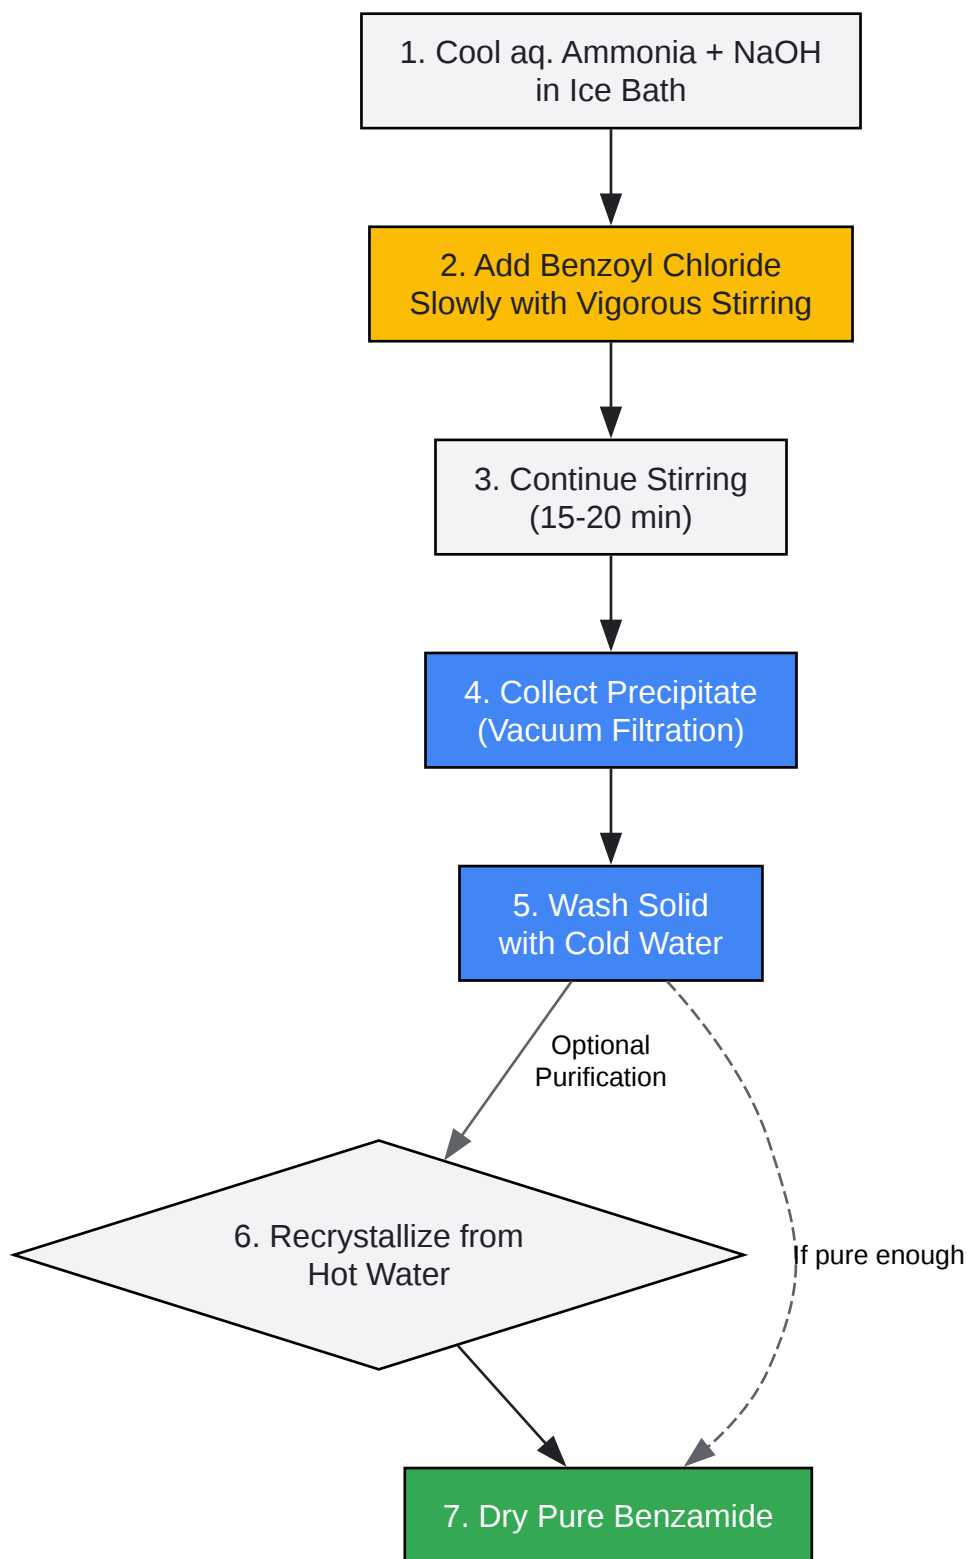 1. Cool aq. Ammonia + NaOH
in Ice Bath
2. Add Benzoyl Chloride
Slowly with Vigorous Stirring
3. Continue Stirring
(15-20 min)
4. Collect Precipitate
(Vacuum Filtration)
5. Wash Solid
with Cold Water
Optional
Purification
6. Recrystallize from
Hot Water
If pure enough
7. Dry Pure Benzamide